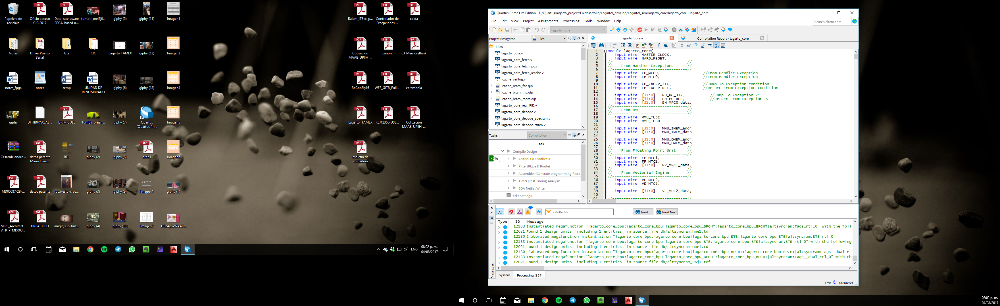 Papelera de reciclaje
Oficio acceso CIC 2017
Data-rate-aware FPGA-based A...
tumblr_orei7j0...
giphy (5)
giphy (11)
Imagen1
Notes
Driver Puerto Serial
Izta
CIC
Lagarto_FAMEX
giphy (12)
Imagen3
notes_fpga
notes
temp
UNIDAD DE RENOMBRADO
giphy (6)
giphy (13)
Imagen4
giphy
DFHB0YAXcAE...
DR MIGUEL
tumblr_ore2n...
giphy (7)
Quartus (Quartus Pri...
Imagen5
CesarAlejandro...
datos patente Mario Hern...
RTL
giphy (2)
giphy (8)
arith1
Imagen6
MD00087-2B-...
datos patente
toca-esto-cros...
giphy (3)
giphy (9)
Imagen1
giphy (1)
MIPS_Architect... AFP_P_MD000...
DR JACOBO
anigif_sub-buz...
giphy (4)
giphy (10)
Imagen2
DGa4ybxWAAE...
Balam_ITSec_p...
Controlador de Excepciones ...
celda
Cotización MAAB_UPIIH_...
canon
c3_MemoryBank
ReConfig16
WEF_GITR_Full...
ceremonia
LagartoI_FAMEX
RLJ12350-USE...
Cotización MAAB_UPIIH_...
maletin de soldadura
ENG
08:02 p. m.
04/08/2017
Quartus Prime Lite Edition - E:/Quartus/lagarto_project/En desarrollo/LagartoI_develop/LagartoI_sim/lagarto_core/lagarto_core - lagarto_core
File Edit View Project Assignments Processing Tools Window Help
Search altera.com
lagarto_core
Project Navigator
Files
Files
lagarto_core.v
lagarto_core_fetch.v
lagarto_core_fetch_pc.v
lagarto_core_fetch_icache.v
icache_verilog.v
icache_bram_fac.qip
icache_bram_rna.qip
icache_bram_roots.qip
lagarto_core_reg_IFID.v
lagarto_core_decode.v
lagarto_core_decode_specram.v
lagarto_core_decode_rtram.v
Tasks
Compilation
Task
Compile Design
47%
Analysis & Synthesis
Fitter (Place & Route)
Assembler (Generate programming files)
TimeQuest Timing Analysis
EDA Netlist Writer
Edit Settings
lagarto_core.v
Compilation Report - lagarto_core
267
268
1 module lagarto_core(
2 input wire MASTER_CLOCK,
3 input wire HARD_RESET,
4 //---------------------------------//
5 // From Handler Exceptions //
6 //---------------------------------//
7 input wire EH_MFC0, //From Handler Exception
8 input wire EH_MTC0, //From Handler Exception
9
10 input wire EH_EXCEP_JTE, //Jump To Exception condition
11 input wire EH_EXCEP_RFE, //Return From Exception condition
12
13 input wire [31:0] EH_PC_JTE, //Jump To Exception PC
14 input wire [31:0] EH_PC_RFE, //Return From Exception PC
15 input wire [31:0] EH_MFC0_data,
16 //---------------------------------//
17 // From MMU //
18 //---------------------------------//
19 input wire MMU_TLBI,
20 input wire MMU_TLBD,
21
22 input wire [31:0] MMU_IMEM_addr,
23 input wire [31:0] MMU_IMEM_data,
24
25 input wire [31:0] MMU_DMEM_addr,
26 input wire [31:0] MMU_DMEM_data,
27 //---------------------------------//
28 // From Floating Point Unit //
29 //---------------------------------//
30 input wire FP_MFC1,
31 input wire FP_MTC1,
32 input wire [31:0] FP_MFC1_data,
33 //---------------------------------//
34 // From Vectorial Engine //
35 //---------------------------------//
36 input wire VE_MFC2,
37 input wire VE_MTC2,
38
39 input wire [31:0] VE_MFC2_data,
40
41 //---------------------------------//
All
<<Filter>>
Find...
Find Next
Type ID Message
12133 Instantiated megafunction "lagarto_core_bpu:lagarto_core_bpu|lagarto_core_bpu_BPCHT:lagarto_core_bpu_BPCHT|altsyncram:Tags_rtl_0" with the follo
12021 Found 1 design units, including 1 entities, in source file db/altsyncram_hme1.tdf
12130 Elaborated megafunction instantiation "lagarto_core_bpu:lagarto_core_bpu|lagarto_core_bpu_BTB:lagarto_core_bpu_BTB|altsyncram:BTB_rtl_0"
12133 Instantiated megafunction "lagarto_core_bpu:lagarto_core_bpu|lagarto_core_bpu_BTB:lagarto_core_bpu_BTB|altsyncram:BTB_rtl_0" with the following
12021 Found 1 design units, including 1 entities, in source file db/altsyncram_nme1.tdf
12130 Elaborated megafunction instantiation "lagarto_core_bpu:lagarto_core_bpu|lagarto_core_bpu_BPCHT:lagarto_core_bpu_BPCHT|altsyncram:Tags__dual_rtl
12133 Instantiated megafunction "lagarto_core_bpu:lagarto_core_bpu|lagarto_core_bpu_BPCHT:lagarto_core_bpu_BPCHT|altsyncram:Tags__dual_rtl_0" with the
12021 Found 1 design units, including 1 entities, in source file db/altsyncram_96j1.tdf
Messages
System
Processing (257)
47% 00:00:39
08:02 p. m.
04/08/2017